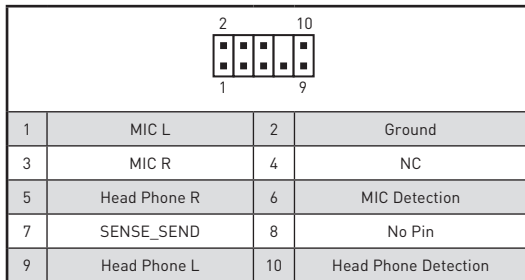 2 10
1 9
1 MIC L 2 Ground
3 MIC R 4 NC
5 Head Phone R 6 MIC Detection
7 SENSE_SEND 8 No Pin
9 Head Phone L 10 Head Phone Detection